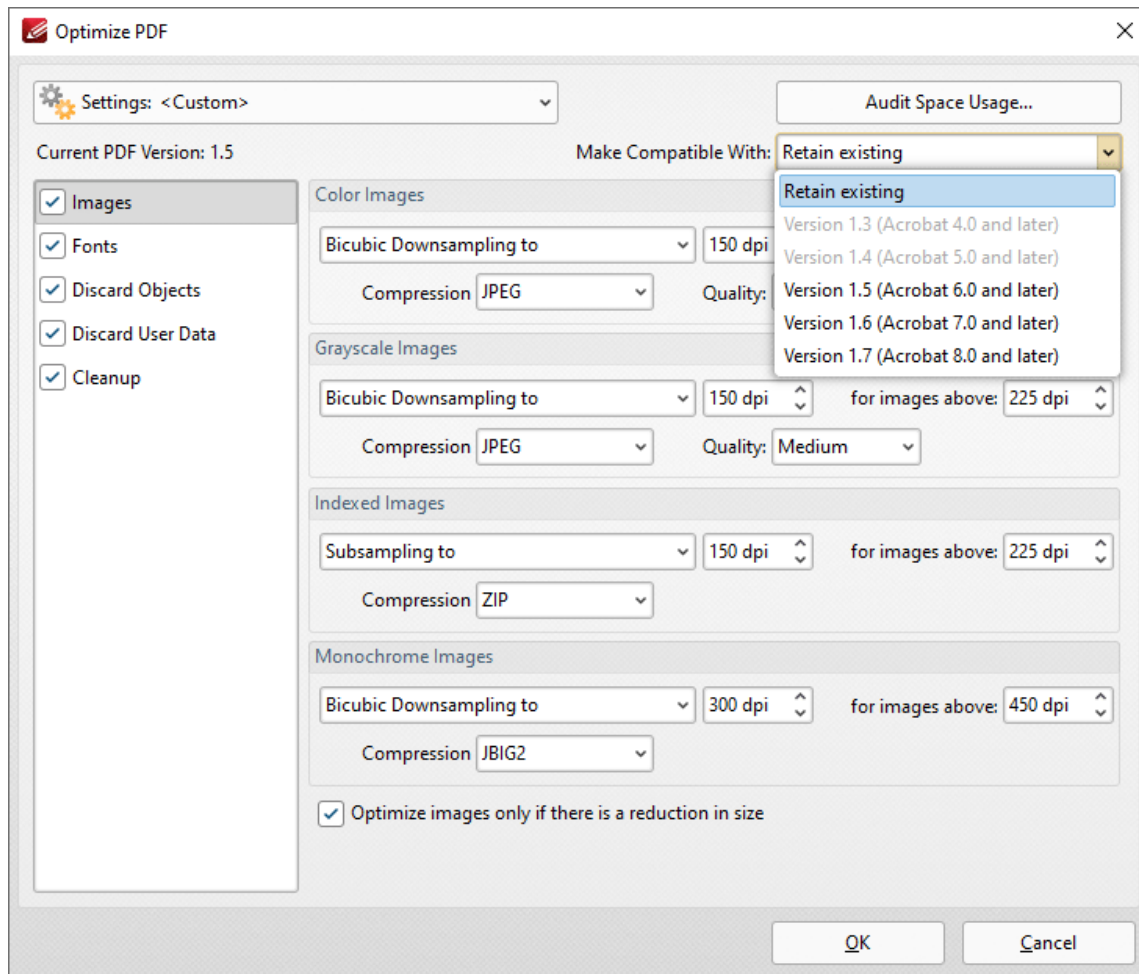 Optimize PDF
Settings: <Custom>
Audit Space Usage...
Current PDF Version: 1.5
Make Compatible With: Retain existing
Retain existing
Version 1.3 (Acrobat 4.0 and later)
Version 1.4 (Acrobat 5.0 and later)
Version 1.5 (Acrobat 6.0 and later)
Version 1.6 (Acrobat 7.0 and later)
Version 1.7 (Acrobat 8.0 and later)
Images
Fonts
Discard Objects
Discard User Data
Cleanup
Color Images
Bicubic Downsampling to 150 dpi
Compression JPEG Quality:
Grayscale Images
Bicubic Downsampling to 150 dpi for images above: 225 dpi
Compression JPEG Quality: Medium
Indexed Images
Subsampling to 150 dpi for images above: 225 dpi
Compression ZIP
Monochrome Images
Bicubic Downsampling to 300 dpi for images above: 450 dpi
Compression JBIG2
Optimize images only if there is a reduction in size
OK Cancel